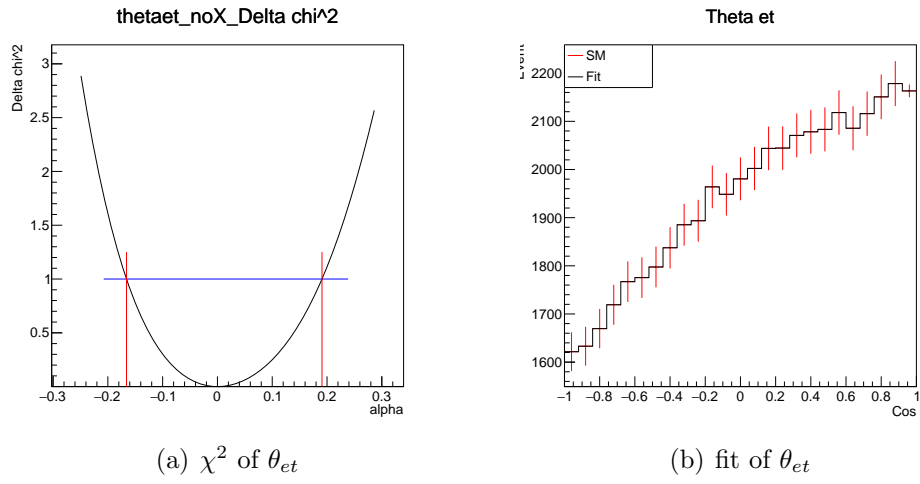 thetaet_noX_Delta chi^2
Delta chi^2
3
2.5
2
1.5
1
0.5
−0.3 −0.2 −0.1 0 0.1 0.2 0.3
alpha
(a) χ² of θet
Theta et
SM
Fit
2200
2100
2000
1900
1800
1700
1600
−1 −0.8 −0.6 −0.4 −0.2 0 0.2 0.4 0.6 0.8 1
Cos
(b) fit of θet